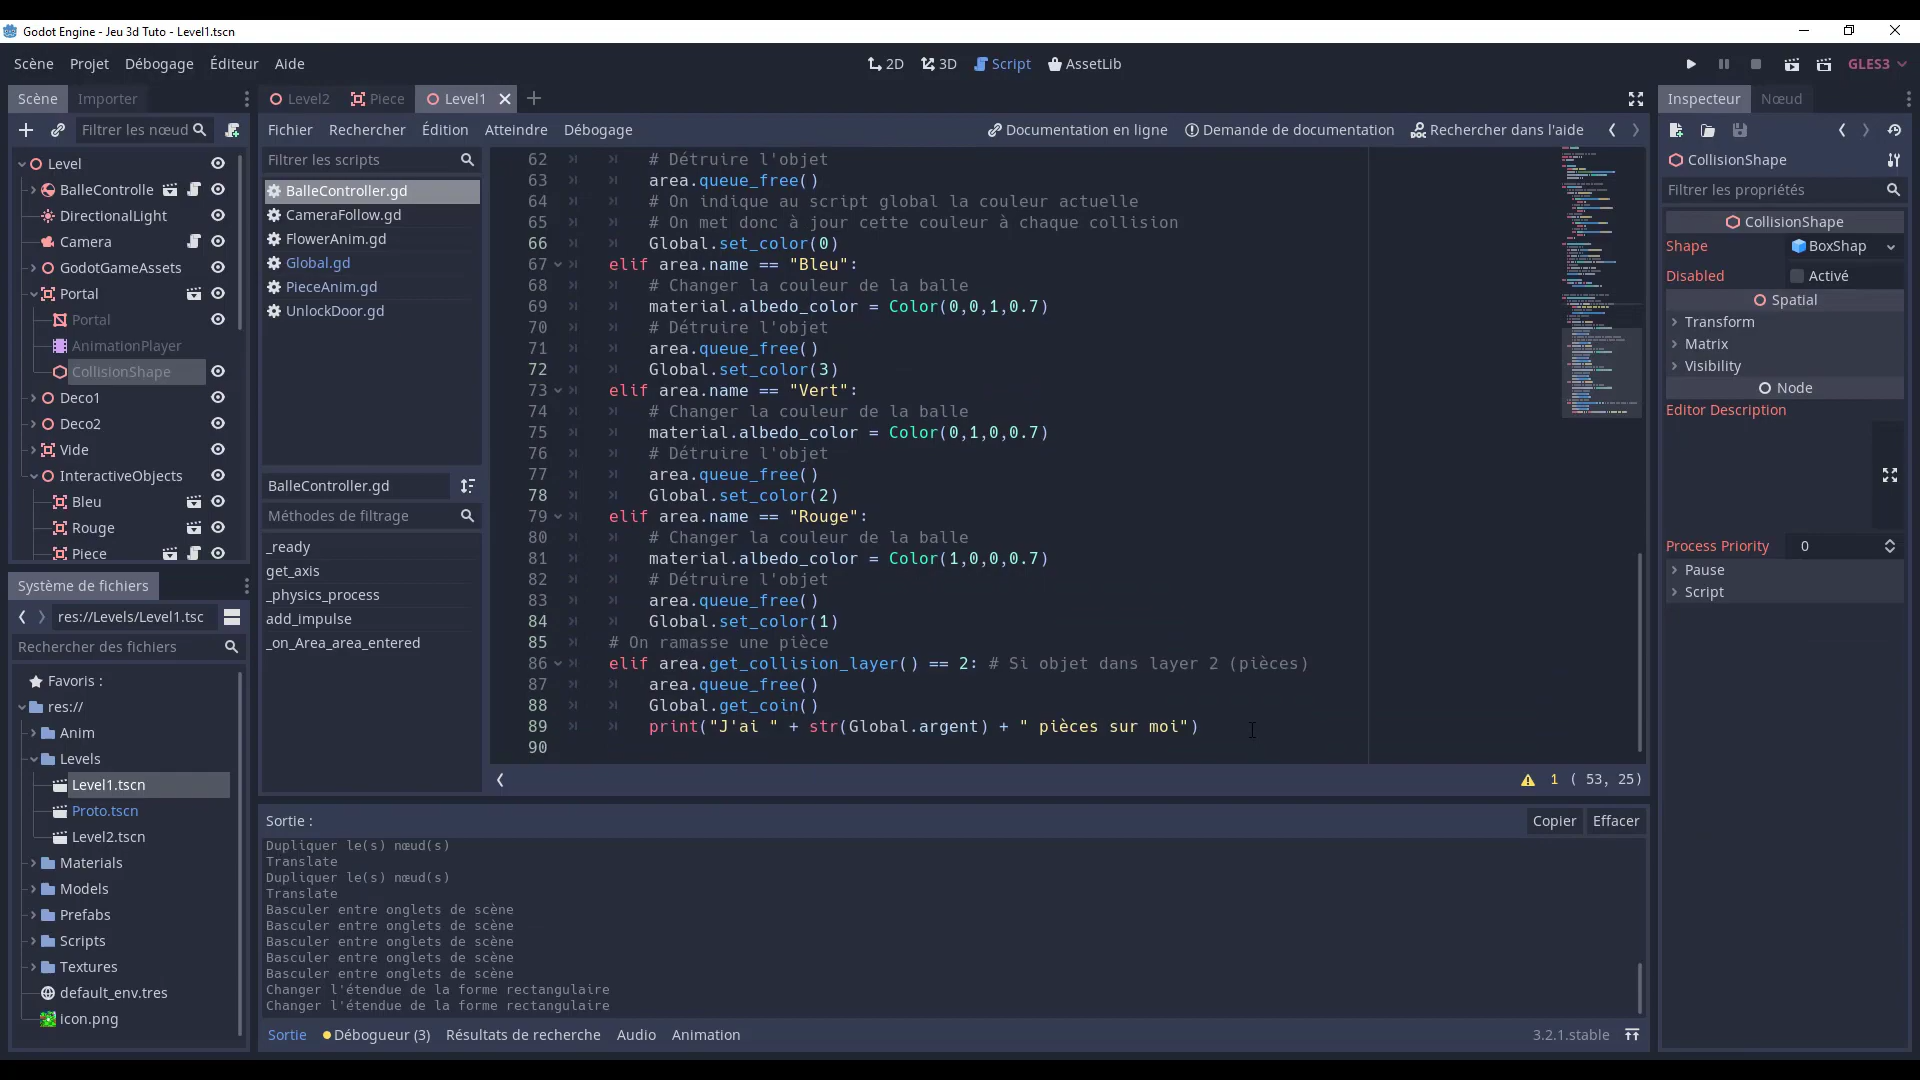 Godot Engine - Jeu 3d Tuto - Level1.tscn
Scène Projet Débogage Éditeur Aide
2D 3D Script AssetLib
GLES3
Scène Importer
Filtrer les nœud
Level
BalleControlle
DirectionalLight
Camera
GodotGameAssets
Portal
Portal
AnimationPlayer
CollisionShape
Deco1
Deco2
Vide
InteractiveObjects
Bleu
Rouge
Piece
Système de fichiers
res://Levels/Level1.tsc
Rechercher des fichiers
Favoris :
res://
Anim
Levels
Level1.tscn
Proto.tscn
Level2.tscn
Materials
Models
Prefabs
Scripts
Textures
default_env.tres
icon.png
Level2 Piece Level1
Fichier Rechercher Édition Atteindre Débogage
Documentation en ligne Demande de documentation Rechercher dans l'aide
Filtrer les scripts
BalleController.gd
CameraFollow.gd
FlowerAnim.gd
Global.gd
PieceAnim.gd
UnlockDoor.gd
BalleController.gd
Méthodes de filtrage
_ready
get_axis
_physics_process
add_impulse
_on_Area_area_entered
62 # Détruire l'objet
63 area.queue_free()
64 # On indique au script global la couleur actuelle
65 # On met donc à jour cette couleur à chaque collision
66 Global.set_color(0)
67 elif area.name == "Bleu":
68 # Changer la couleur de la balle
69 material.albedo_color = Color(0,0,1,0.7)
70 # Détruire l'objet
71 area.queue_free()
72 Global.set_color(3)
73 elif area.name == "Vert":
74 # Changer la couleur de la balle
75 material.albedo_color = Color(0,1,0,0.7)
76 # Détruire l'objet
77 area.queue_free()
78 Global.set_color(2)
79 elif area.name == "Rouge":
80 # Changer la couleur de la balle
81 material.albedo_color = Color(1,0,0,0.7)
82 # Détruire l'objet
83 area.queue_free()
84 Global.set_color(1)
85 # On ramasse une pièce
86 elif area.get_collision_layer() == 2: # Si objet dans layer 2 (pièces)
87 area.queue_free()
88 Global.get_coin()
89 print("J'ai " + str(Global.argent) + " pièces sur moi")
90
1 ( 53, 25)
Sortie :
Copier Effacer
Dupliquer le(s) nœud(s)
Translate
Dupliquer le(s) nœud(s)
Translate
Basculer entre onglets de scène
Basculer entre onglets de scène
Basculer entre onglets de scène
Basculer entre onglets de scène
Basculer entre onglets de scène
Changer l'étendue de la forme rectangulaire
Changer l'étendue de la forme rectangulaire
Sortie Débogueur (3) Résultats de recherche Audio Animation
3.2.1.stable
Inspecteur Nœud
CollisionShape
Filtrer les propriétés
CollisionShape
Shape BoxShap
Disabled Activé
Spatial
Transform
Matrix
Visibility
Node
Editor Description
Process Priority 0
Pause
Script